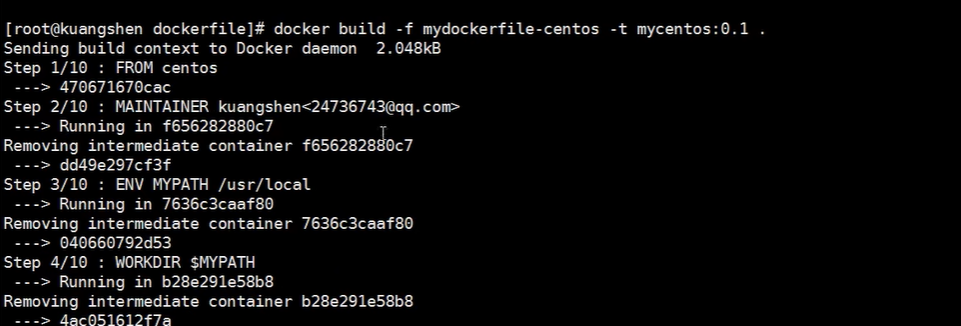 [root@kuangshen dockerfile]# docker build -f mydockerfile-centos -t mycentos:0.1 .
Sending build context to Docker daemon  2.048kB
Step 1/10 : FROM centos
 ---> 470671670cac
Step 2/10 : MAINTAINER kuangshen<24736743@qq.com>
 ---> Running in f656282880c7
Removing intermediate container f656282880c7
 ---> dd49e297cf3f
Step 3/10 : ENV MYPATH /usr/local
 ---> Running in 7636c3caaf80
Removing intermediate container 7636c3caaf80
 ---> 040660792d53
Step 4/10 : WORKDIR $MYPATH
 ---> Running in b28e291e58b8
Removing intermediate container b28e291e58b8
 ---> 4ac051612f7a